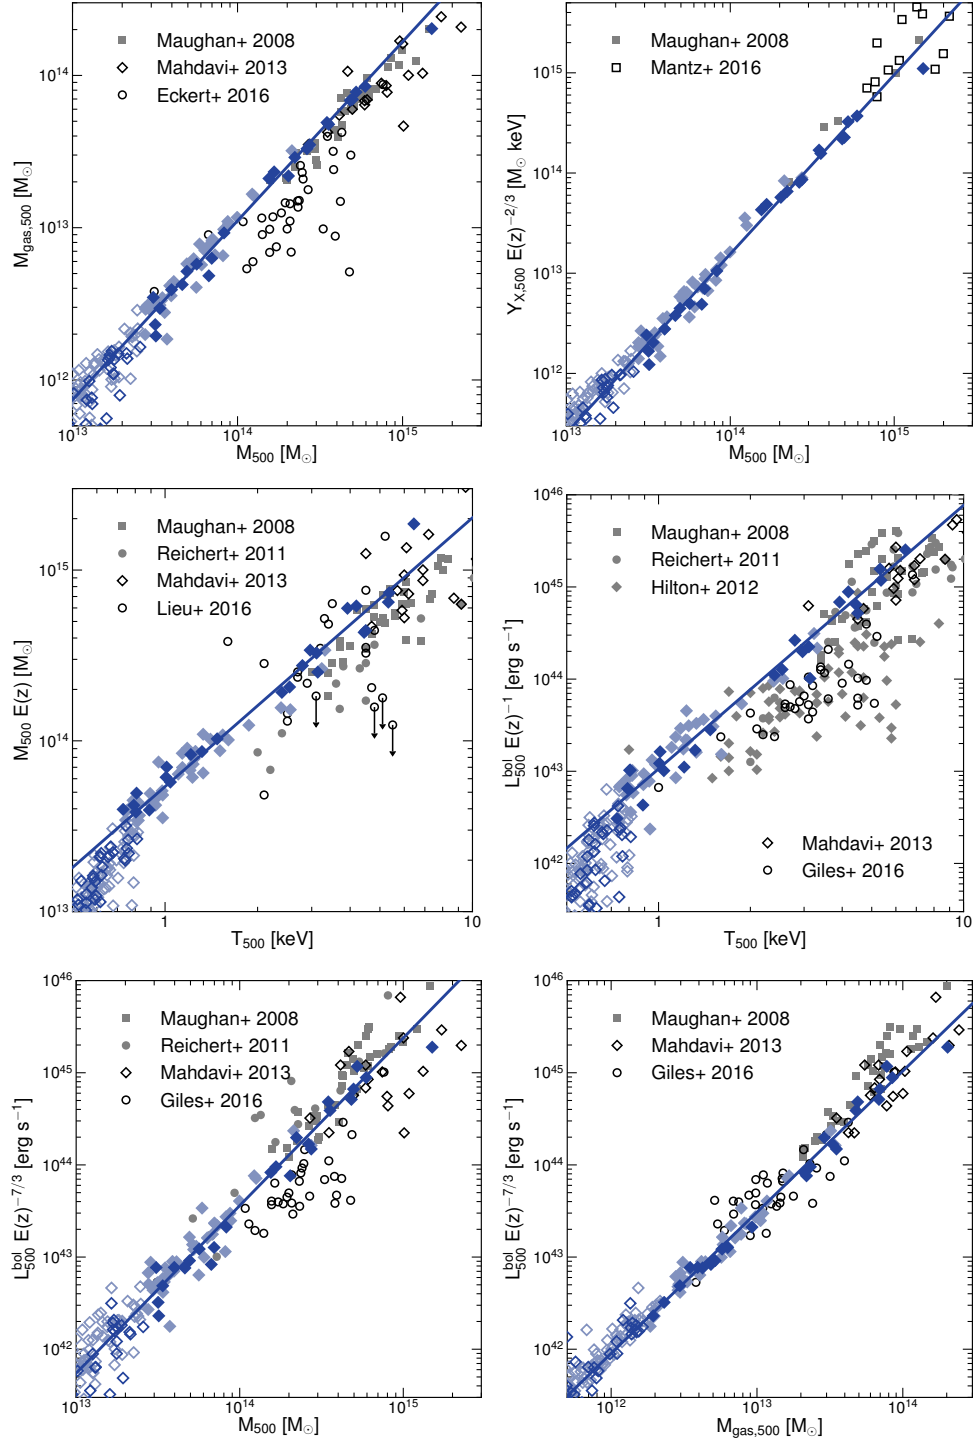 Maughan+ 2008
Mahdavi+ 2013
Eckert+ 2016
10^14
10^13
10^12
M_gas,500 [M_⊙]
10^13
10^14
10^15
M_500 [M_⊙]
Maughan+ 2008
Mantz+ 2016
10^15
10^14
10^13
10^12
Y_X,500 E(z)^−2/3 [M_⊙ keV]
10^13
10^14
10^15
M_500 [M_⊙]
Maughan+ 2008
Reichert+ 2011
Mahdavi+ 2013
Lieu+ 2016
10^15
10^14
10^13
M_500 E(z) [M_⊙]
1
10
T_500 [keV]
Maughan+ 2008
Reichert+ 2011
Hilton+ 2012
Mahdavi+ 2013
Giles+ 2016
10^46
10^45
10^44
10^43
10^42
L^bol_500 E(z)^−1 [erg s^−1]
1
10
T_500 [keV]
Maughan+ 2008
Reichert+ 2011
Mahdavi+ 2013
Giles+ 2016
10^46
10^45
10^44
10^43
10^42
L^bol_500 E(z)^−7/3 [erg s^−1]
10^13
10^14
10^15
M_500 [M_⊙]
Maughan+ 2008
Mahdavi+ 2013
Giles+ 2016
10^46
10^45
10^44
10^43
10^42
L^bol_500 E(z)^−7/3 [erg s^−1]
10^12
10^13
10^14
M_gas,500 [M_⊙]